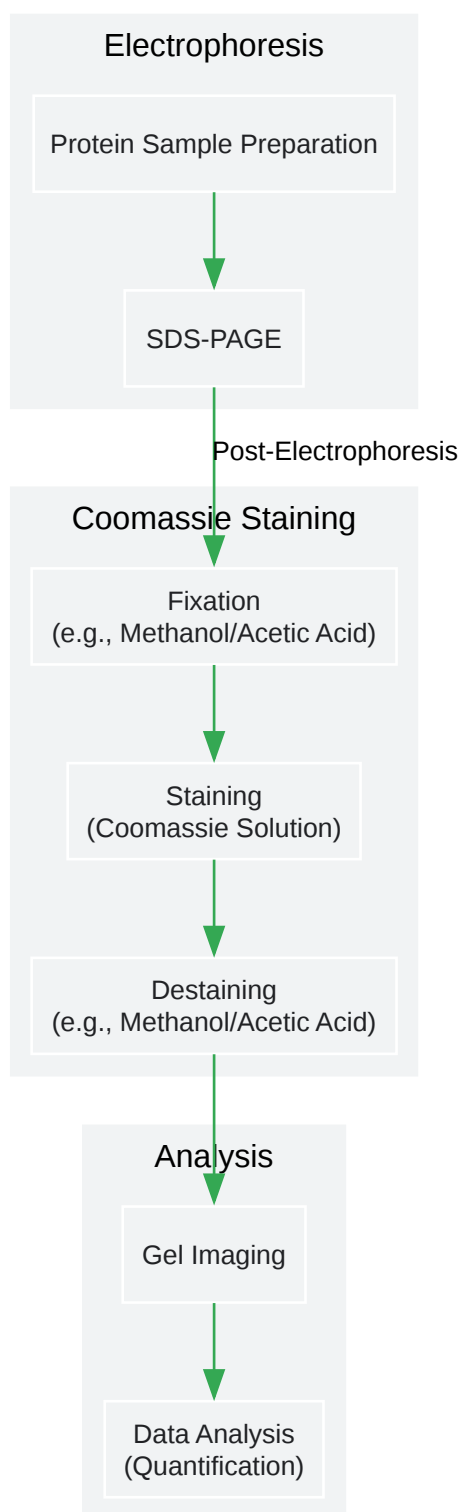 Electrophoresis
Protein Sample Preparation
SDS-PAGE
Post-Electrophoresis
Coomassie Staining
Fixation
(e.g., Methanol/Acetic Acid)
Staining
(Coomassie Solution)
Destaining
(e.g., Methanol/Acetic Acid)
Analysis
Gel Imaging
Data Analysis
(Quantification)